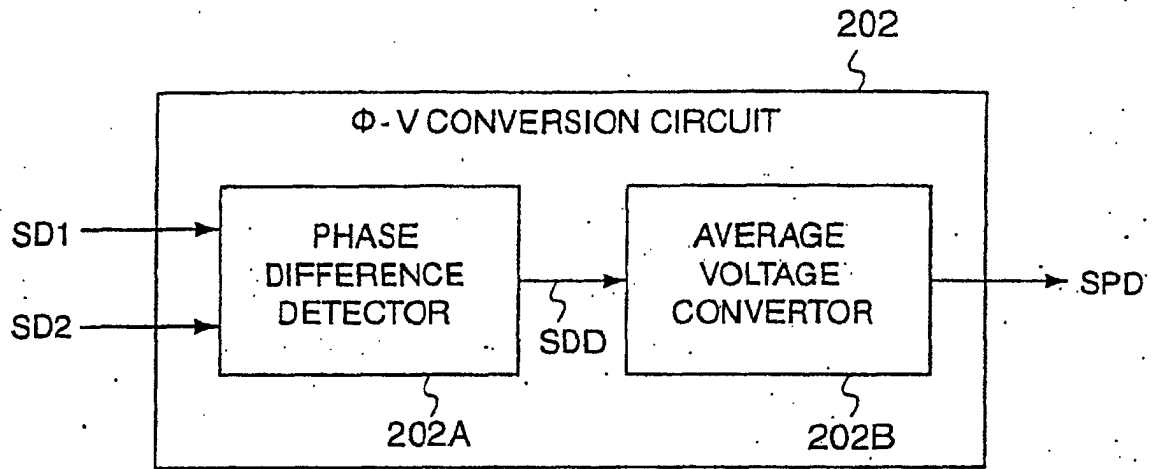 202
Φ-V CONVERSION CIRCUIT
SD1
SD2
PHASE
DIFFERENCE
DETECTOR
SDD
AVERAGE
VOLTAGE
CONVERTOR
SPD
202A
202B